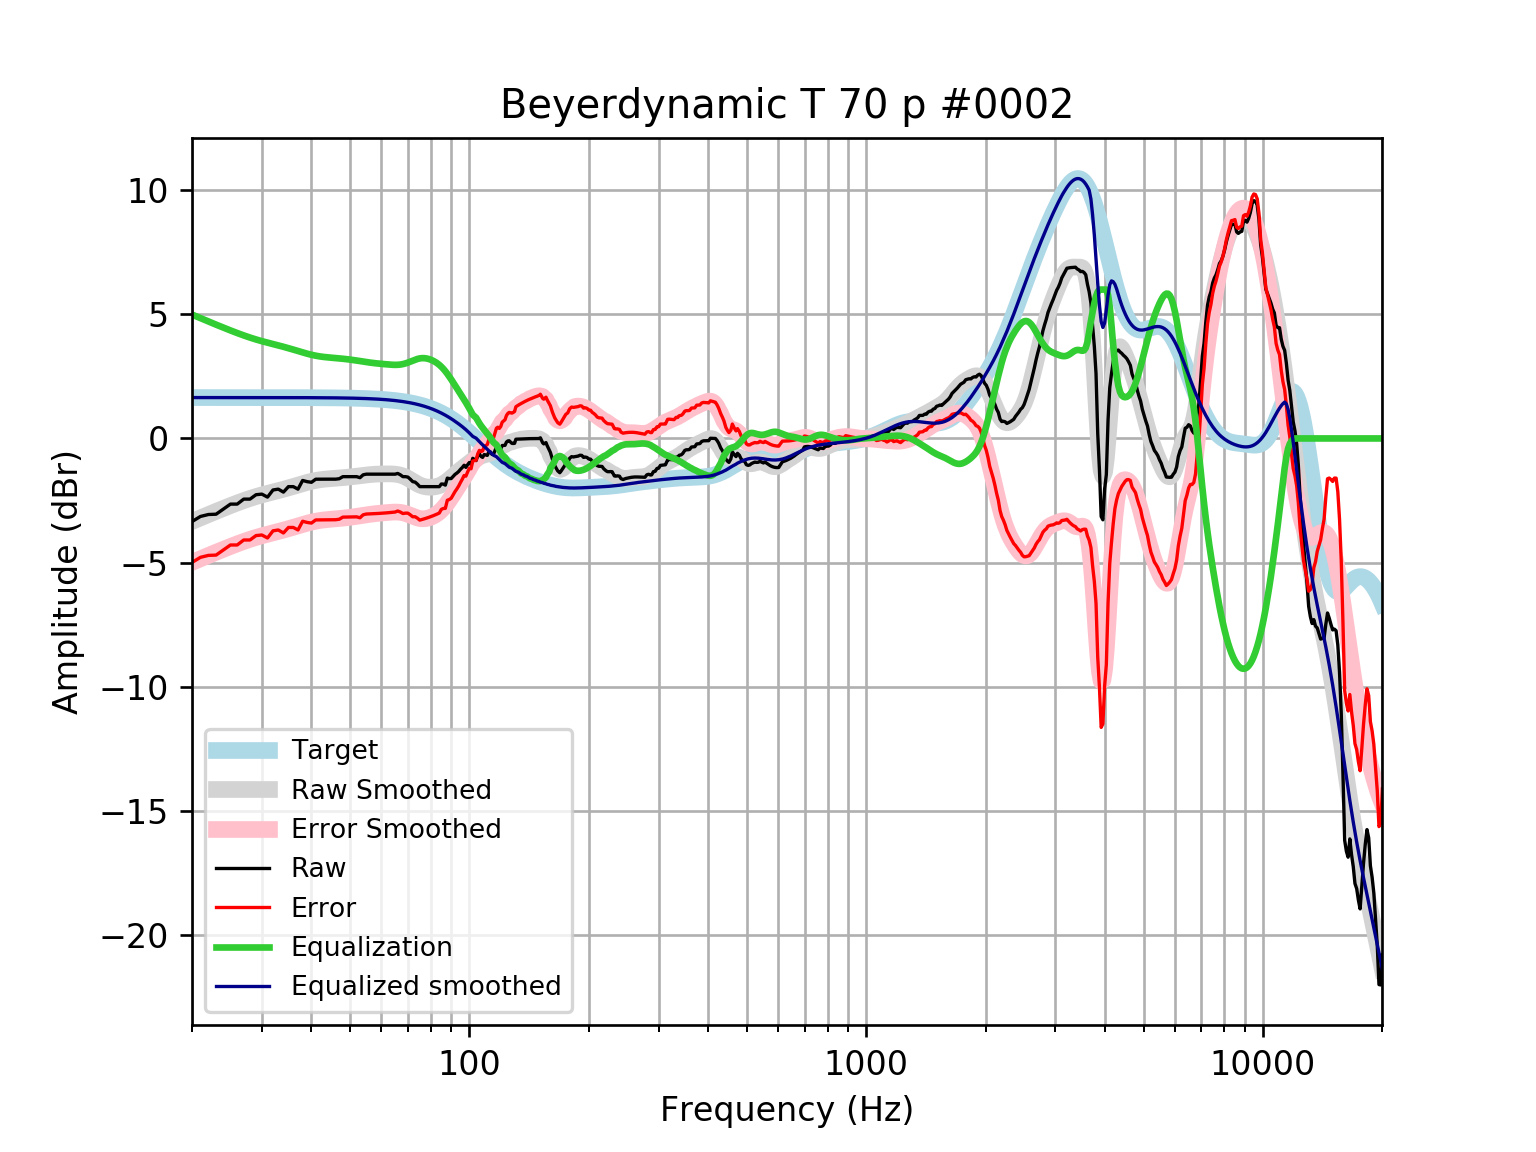 Beyerdynamic T 70 p #0002
Amplitude (dBr)
10
5
0
−5
−10
−15
−20
Target
Raw Smoothed
Error Smoothed
Raw
Error
Equalization
Equalized smoothed
100
1000
10000
Frequency (Hz)